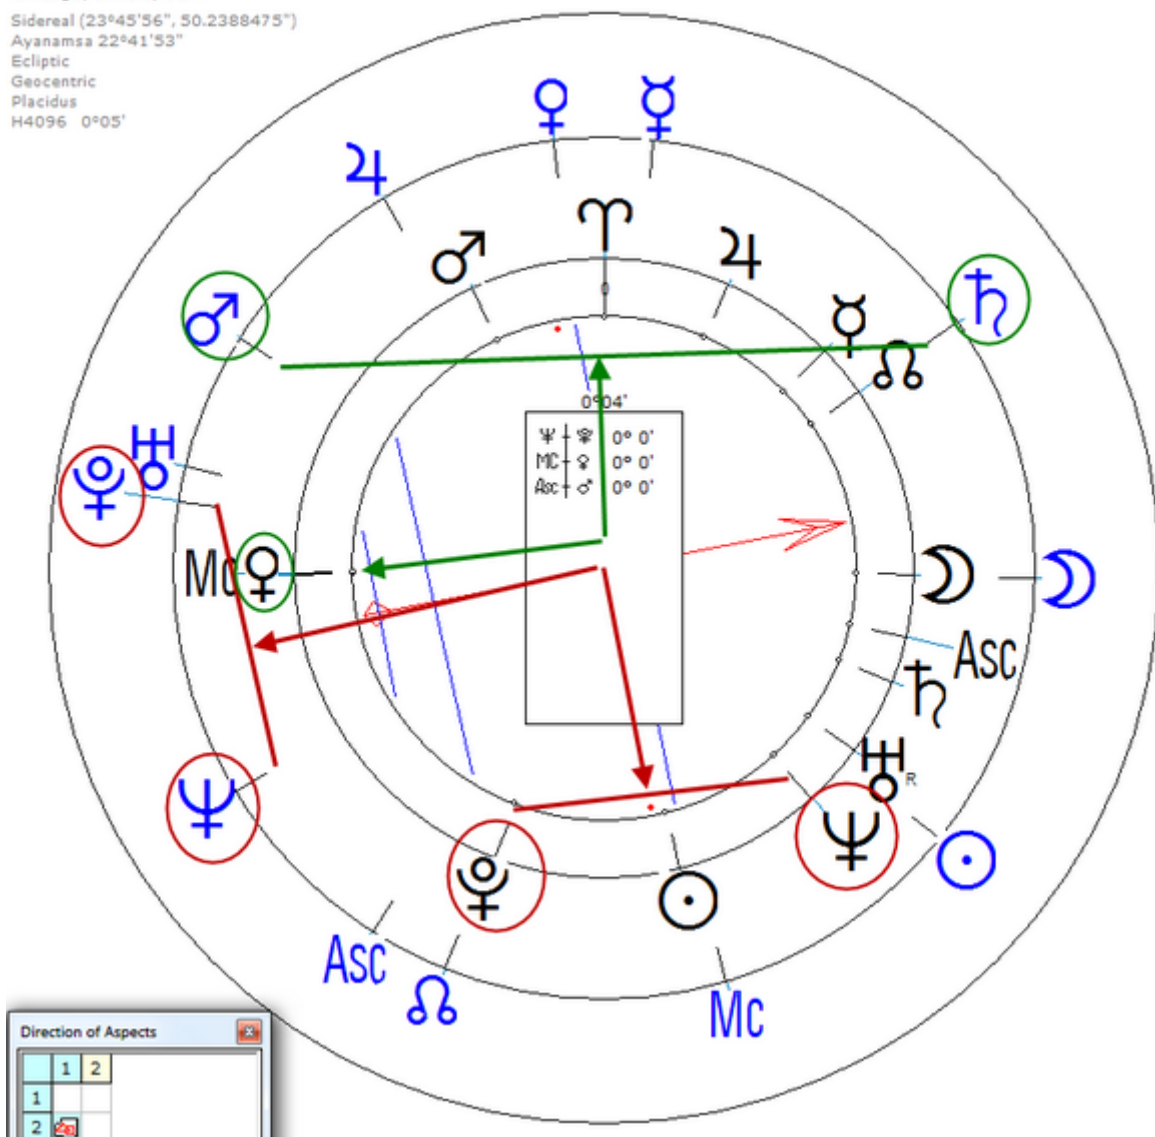 Sidereal (23°45'56", 50.2388475")
Ayanamsa 22°41'53"
Ecliptic
Geocentric
Placidus
H4096 0°05'
♀ ☿
♃
♂ ♈ ♃
0
♂ ☿ ☊ ♄
0°04'
♆ 0° 0'
MC ♀ 0° 0'
Asc ♂ 0° 0'
♅
Mc ♀ ☽ ☽
Asc
♄
♅ R
♆ ♆
☉ ☉
Asc ☊ Mc
Direction of Aspects
1 2
1
2